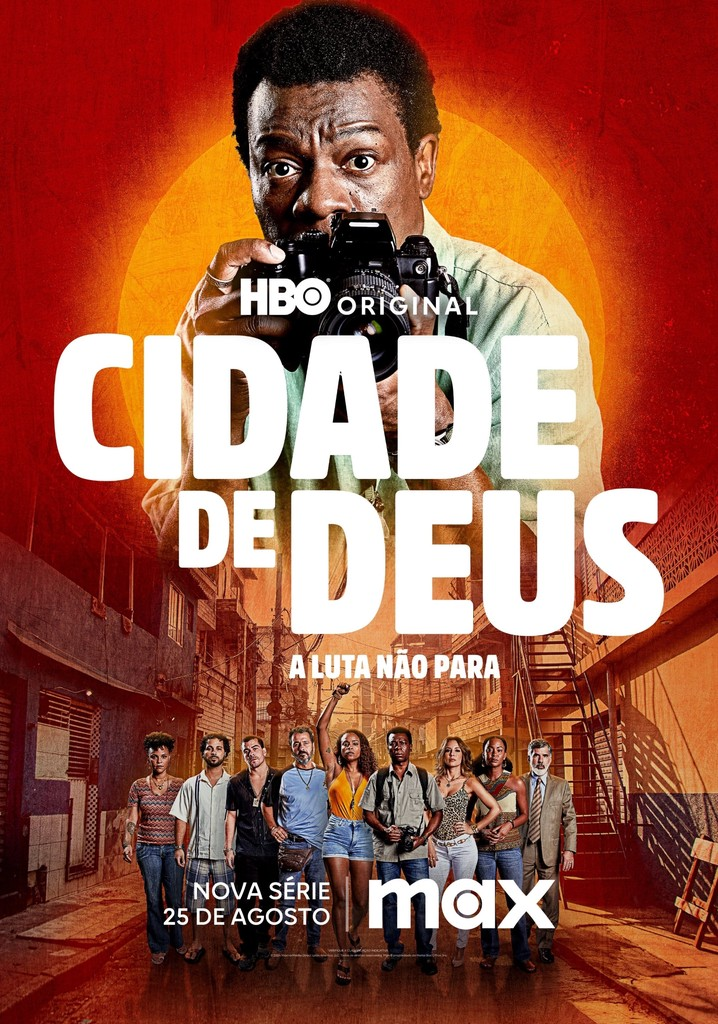 HBO ORIGINAL
CIDADE
DE DEUS
A LUTA NÃO PARA
NOVA SÉRIE
25 DE AGOSTO
max